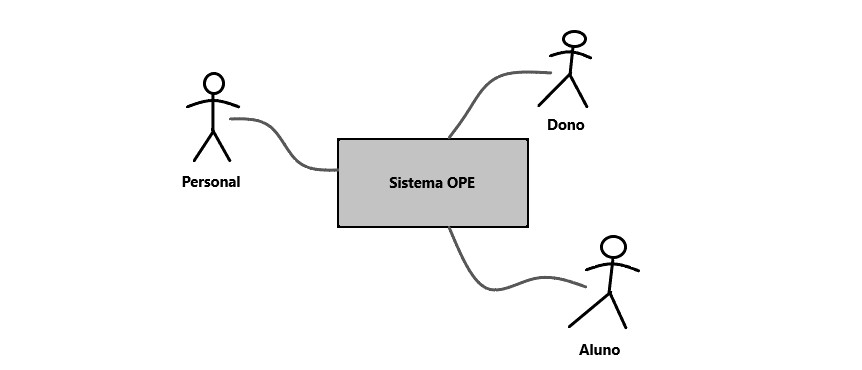 Dono
Personal
Sistema OPE
Aluno